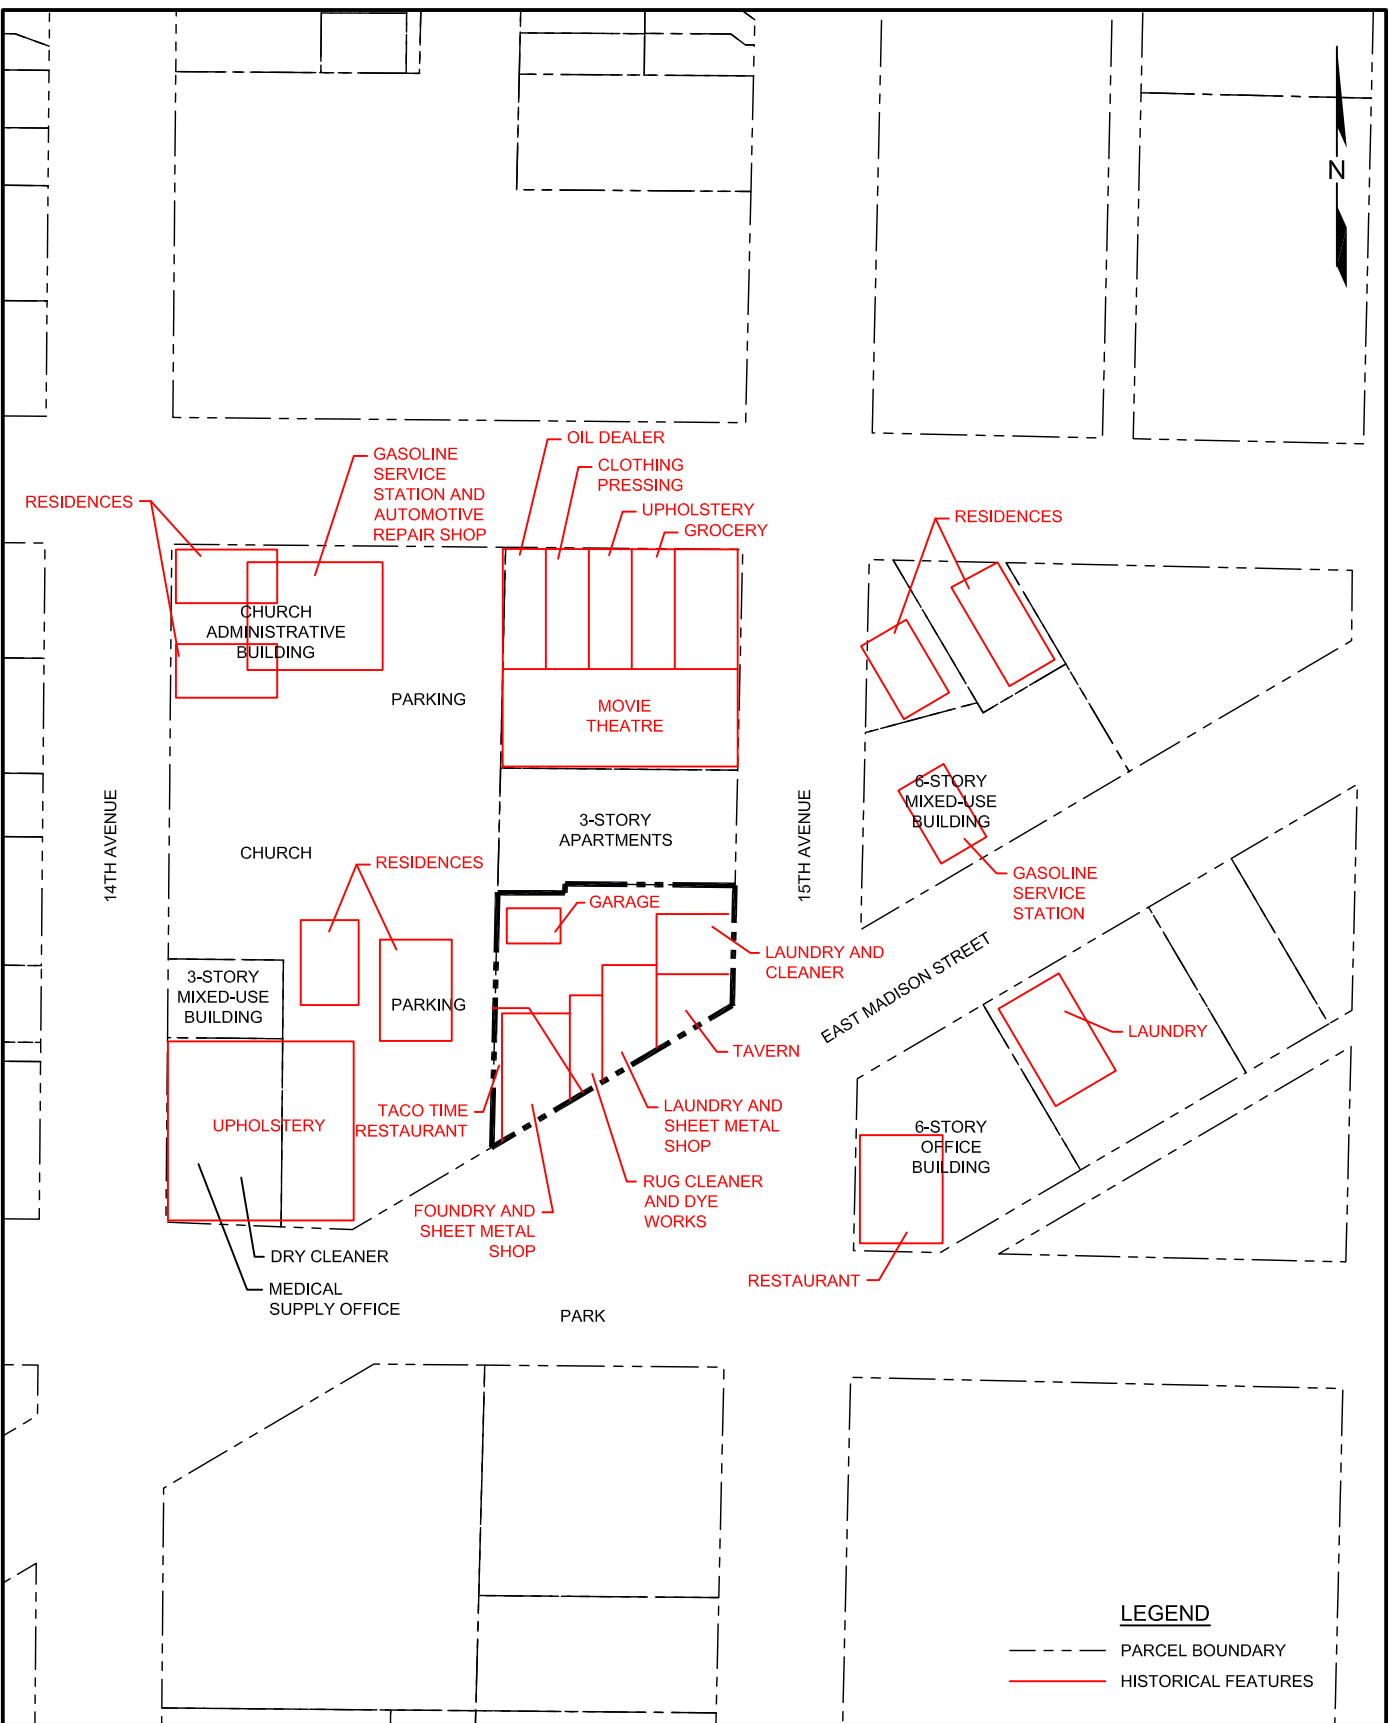 N
OIL DEALER
GASOLINE
SERVICE
STATION AND
AUTOMOTIVE
REPAIR SHOP
CLOTHING
PRESSING
RESIDENCES
UPHOLSTERY
GROCERY
RESIDENCES
CHURCH
ADMINISTRATIVE
BUILDING
PARKING
MOVIE
THEATRE
14TH AVENUE
3-STORY
APARTMENTS
15TH AVENUE
6-STORY
MIXED-USE
BUILDING
CHURCH
RESIDENCES
GASOLINE
SERVICE
STATION
GARAGE
LAUNDRY AND
CLEANER
EAST MADISON STREET
3-STORY
MIXED-USE
BUILDING
PARKING
LAUNDRY
TAVERN
TACO TIME
RESTAURANT
LAUNDRY AND
SHEET METAL
SHOP
UPHOLSTERY
6-STORY
OFFICE
BUILDING
RUG CLEANER
AND DYE
WORKS
FOUNDRY AND
SHEET METAL
SHOP
DRY CLEANER
MEDICAL
SUPPLY OFFICE
RESTAURANT
PARK
LEGEND
PARCEL BOUNDARY
HISTORICAL FEATURES